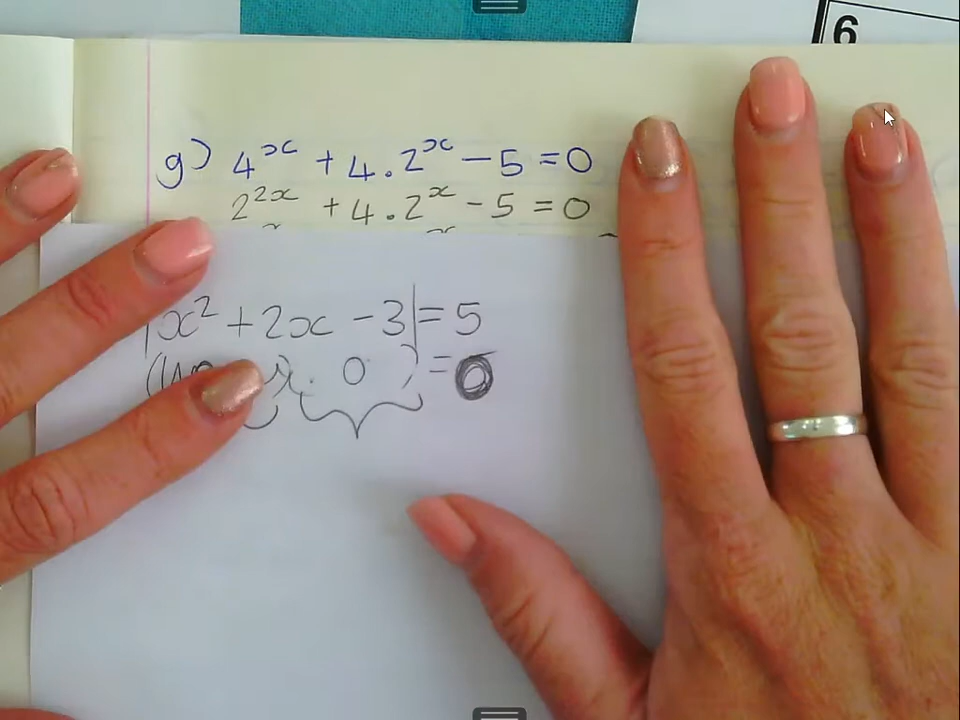 6
g) 4^x + 4.2^x - 5 = 0
2^2x + 4.2^x - 5 = 0
|x² + 2x - 3| = 5
( ). 0 ) = 0